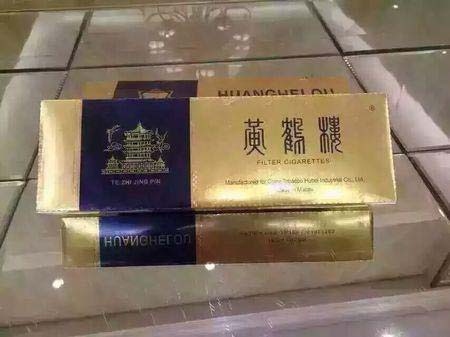 HUANGHELOU
黄鹤楼
®
FILTER CIGARETTES
Manufactured for China Tobacco Hubei Industrial Co., Ltd.
Macau
TE ZHI JING PIN
HUANGHELOU